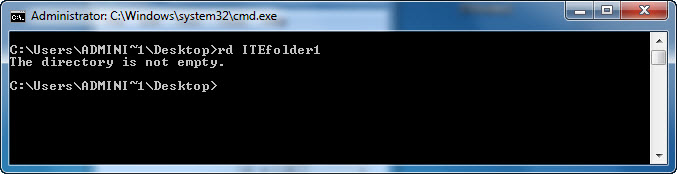 Administrator: C:\Windows\system32\cmd.exe
C:\Users\ADMINI~1\Desktop>rd ITEfolder1
The directory is not empty.
C:\Users\ADMINI~1\Desktop>